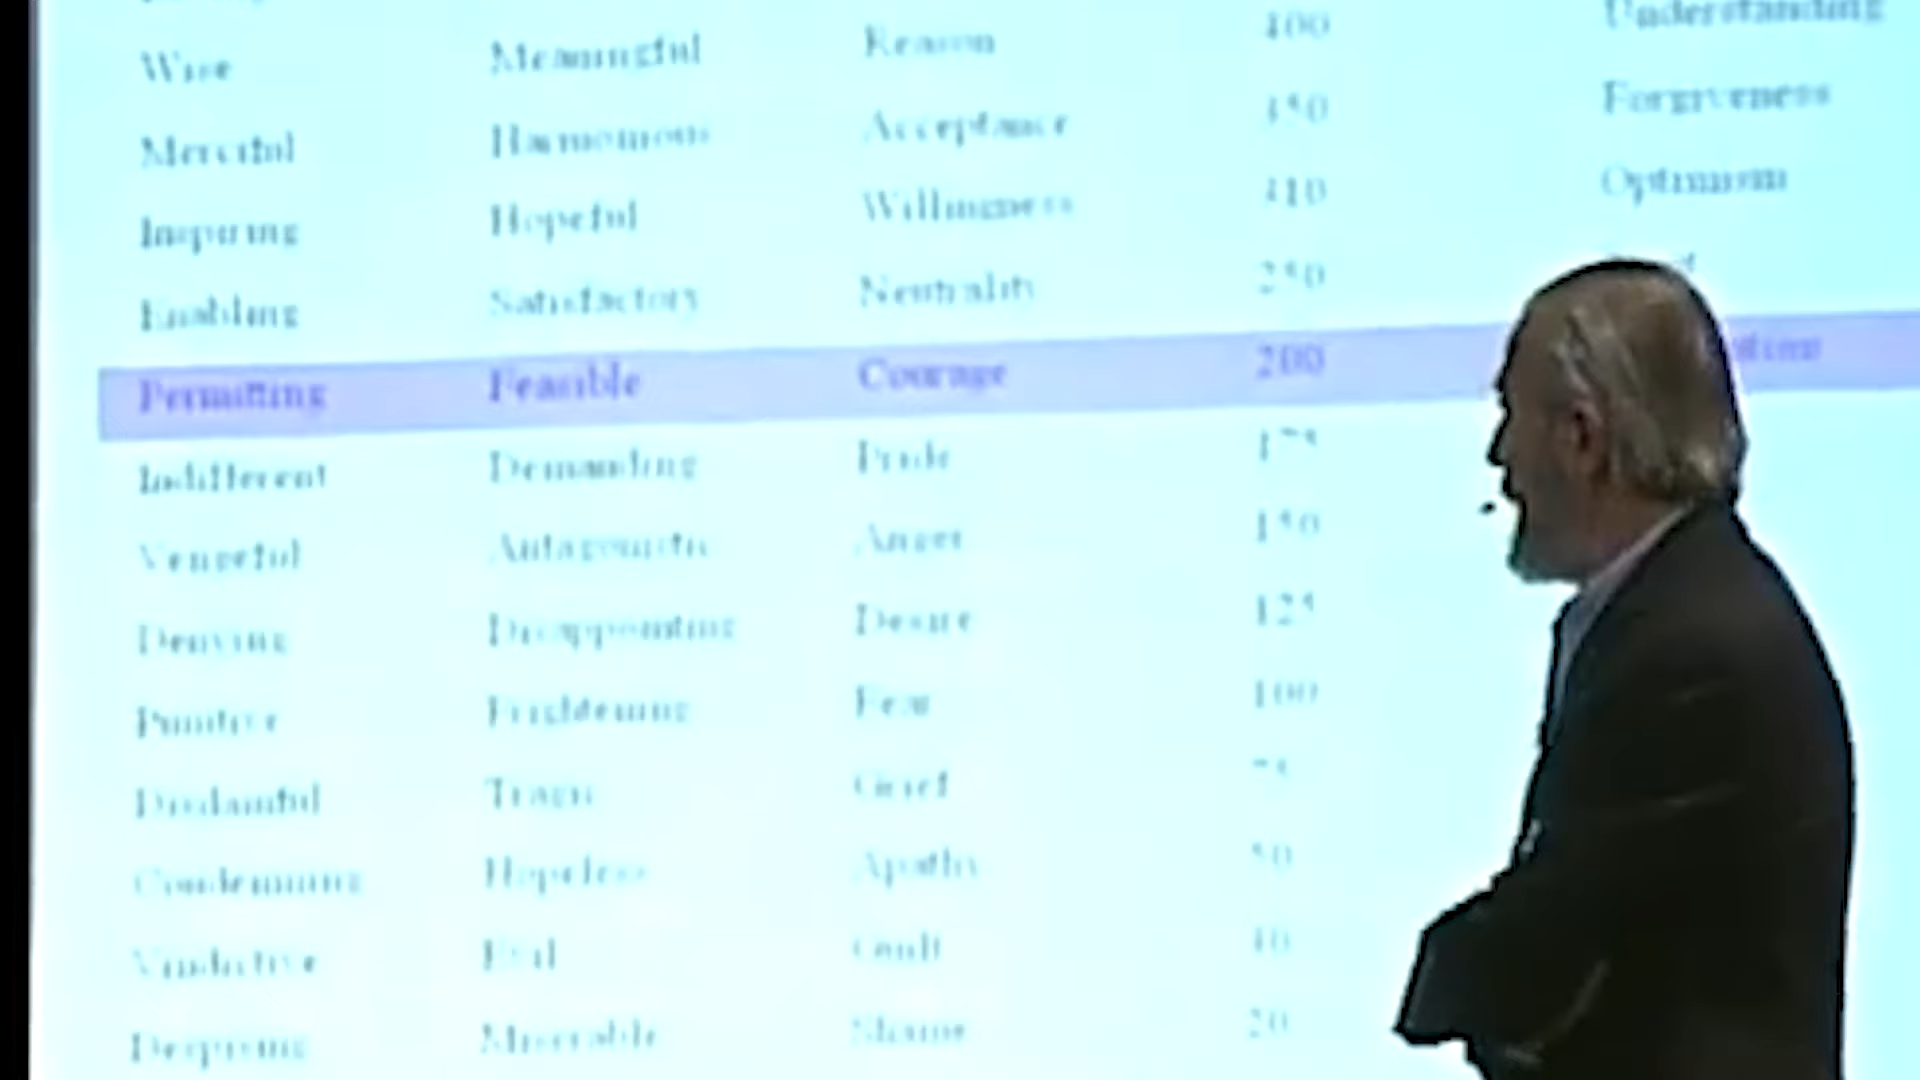 Wise Meaningful Reason 400 Understanding
Merciful Harmonious Acceptance 350 Forgiveness
Inspiring Hopeful Willingness 310 Optimism
Enabling Satisfactory Neutrality 250
Permitting Feasible Courage 200
Indifferent Demanding Pride 175
Vengeful Antagonistic Anger 150
Denying Disappointing Desire 125
Punitive Frightening Fear 100
Disdainful Tragic Grief 75
Condemning Hopeless Apathy 50
Vindictive Evil Guilt
Despising Miserable Shame 20